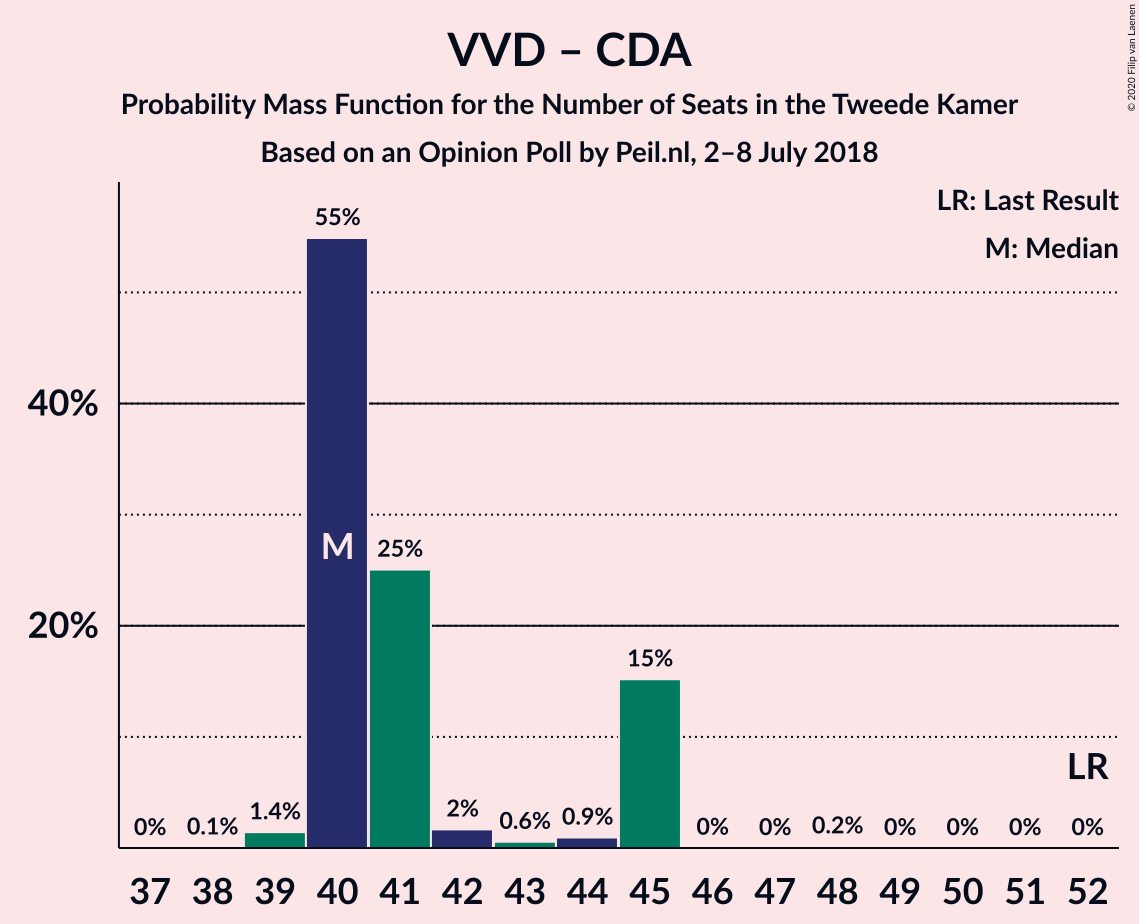 VVD – CDA
Probability Mass Function for the Number of Seats in the Tweede Kamer
Based on an Opinion Poll by Peil.nl, 2–8 July 2018
© 2020 Filip van Laenen
LR: Last Result
M: Median
40%
20%
0% 0.1% 1.4% 55% 25% 2% 0.6% 0.9% 15% 0% 0% 0.2% 0% 0% 0% 0%
M
LR
37 38 39 40 41 42 43 44 45 46 47 48 49 50 51 52